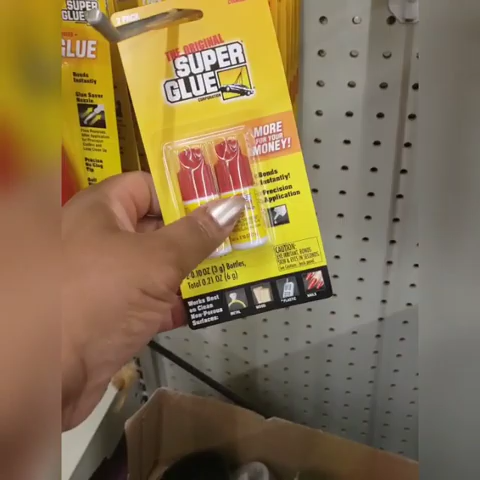 SUPER
GLUE
Bonds
Instantly
Glue Saver
Nozzle
Precise
No Clog
Tip
2 PACK
THE ORIGINAL
SUPER
GLUE
CORPORATION
MORE
FOR YOUR
MONEY!
Bonds
Instantly!
Precision
Application
CAUTION:
2 0.10 OZ (3 g) Bottles,
Total 0.21 OZ (6 g)
Works Best
on Clean
Non-Porous
Surfaces:
METAL
WOOD
*PLASTIC
NAILS